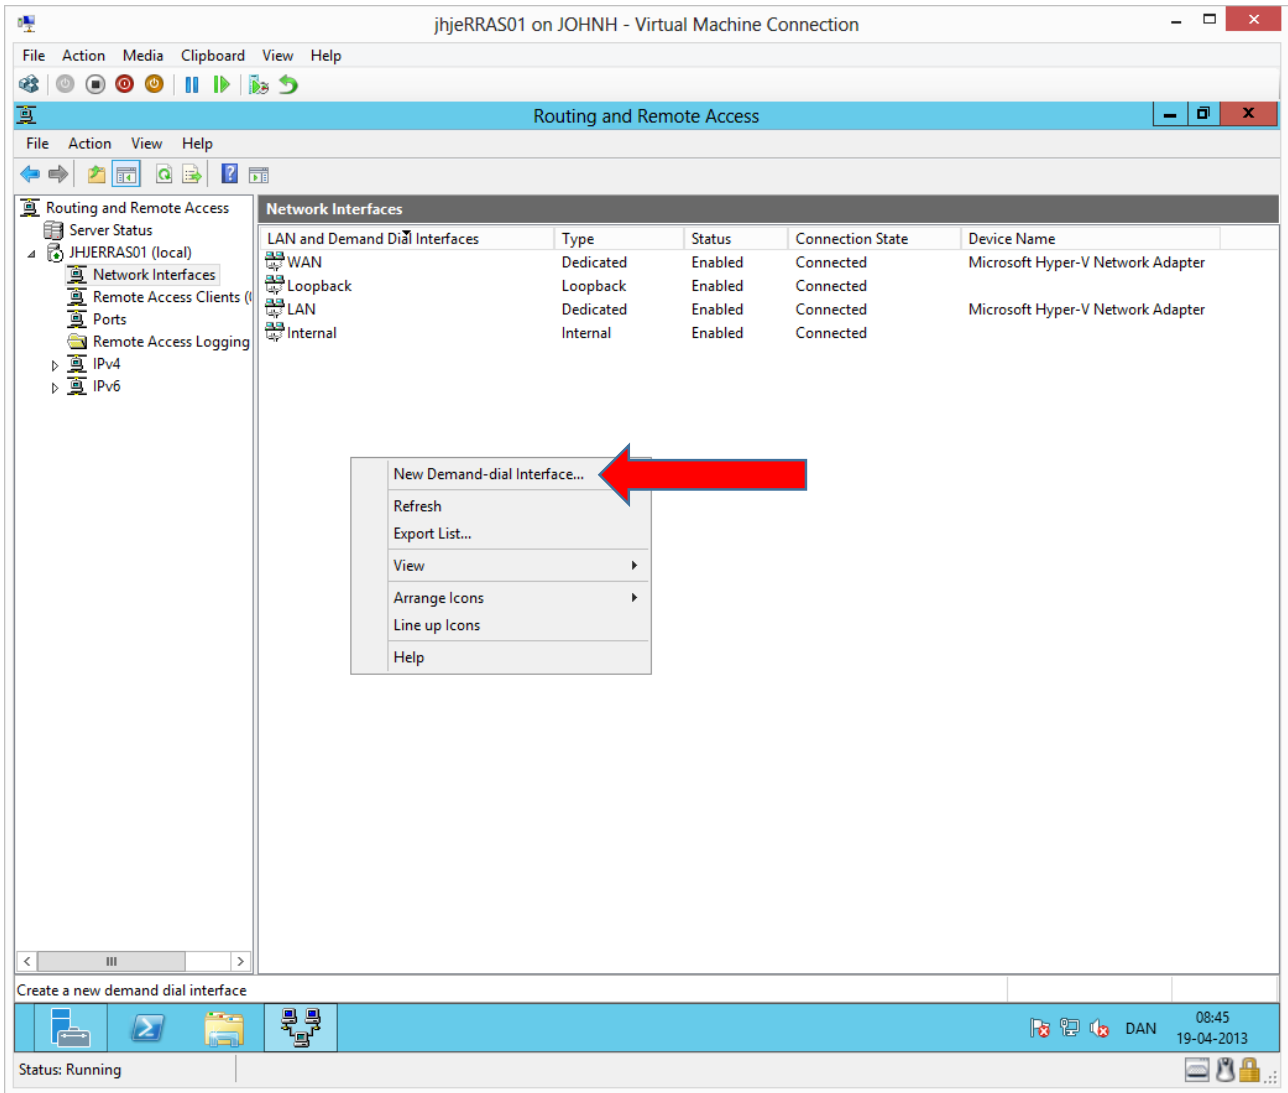 jhjeRRAS01 on JOHNH - Virtual Machine Connection
File Action Media Clipboard View Help
Routing and Remote Access
File Action View Help
Routing and Remote Access
Server Status
JHJERRAS01 (local)
Network Interfaces
Remote Access Clients (
Ports
Remote Access Logging
IPv4
IPv6
Network Interfaces
LAN and Demand Dial Interfaces Type Status Connection State Device Name
WAN Dedicated Enabled Connected Microsoft Hyper-V Network Adapter
Loopback Loopback Enabled Connected
LAN Dedicated Enabled Connected Microsoft Hyper-V Network Adapter
Internal Internal Enabled Connected
New Demand-dial Interface...
Refresh
Export List...
View
Arrange Icons
Line up Icons
Help
Create a new demand dial interface
DAN
08:45
19-04-2013
Status: Running